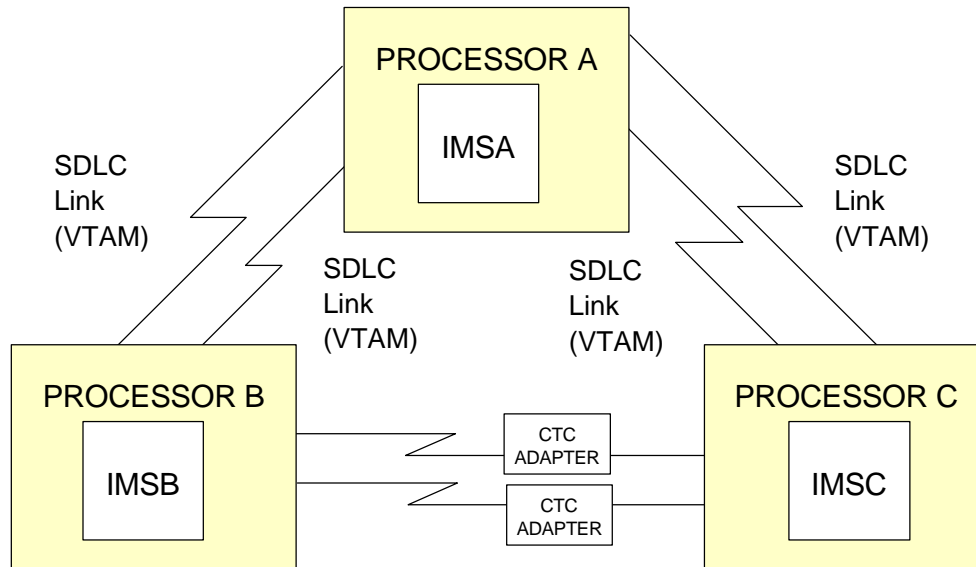 PROCESSOR A
IMSA
SDLC
Link
(VTAM)
SDLC
Link
(VTAM)
SDLC
Link
(VTAM)
SDLC
Link
(VTAM)
PROCESSOR B
IMSB
CTC
ADAPTER
CTC
ADAPTER
PROCESSOR C
IMSC